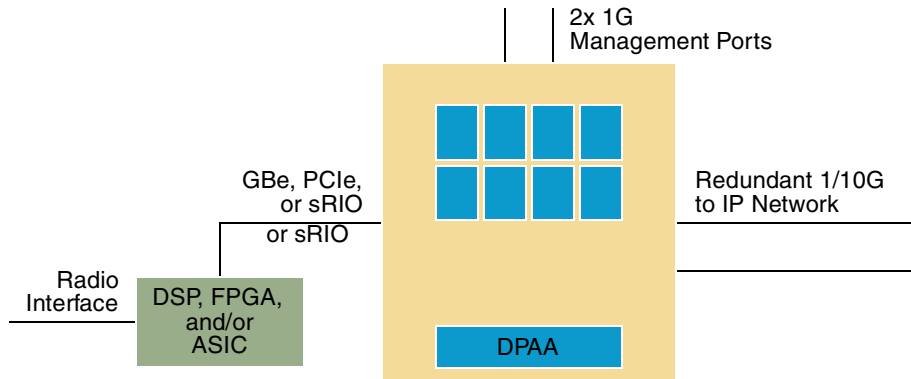 2x 1G
Management Ports
GBe, PCIe,
or sRIO
or sRIO
Redundant 1/10G
to IP Network
Radio
Interface
DSP, FPGA,
and/or
ASIC
DPAA